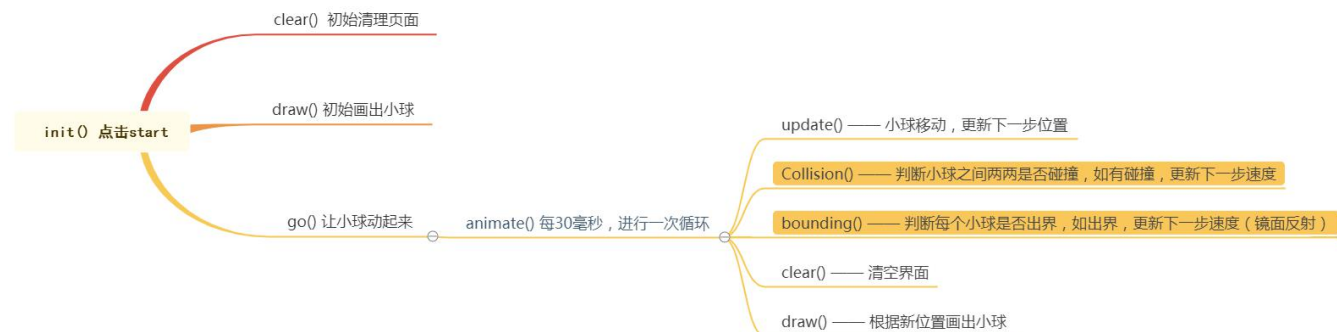 clear() 初始清理页面
draw() 初始画出小球
init() 点击start
go() 让小球动起来
animate() 每30毫秒，进行一次循环
update() —— 小球移动，更新下一步位置
Collision() —— 判断小球之间两两是否碰撞，如有碰撞，更新下一步速度
bounding() —— 判断每个小球是否出界，如出界，更新下一步速度（镜面反射）
clear() —— 清空界面
draw() —— 根据新位置画出小球